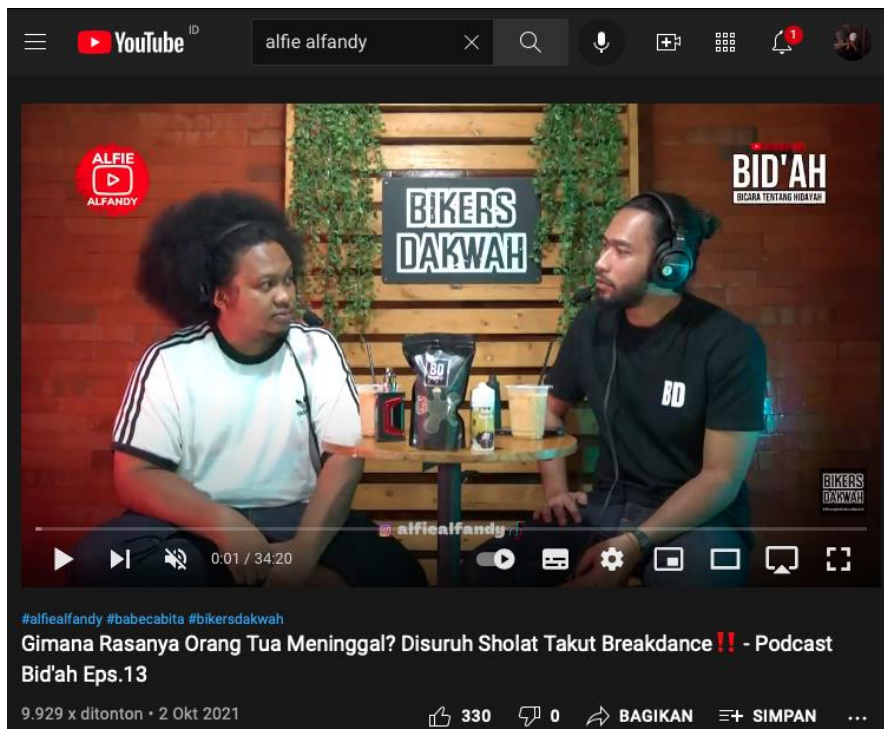 YouTube ID
alfie alfandy
1
ALFIE
ALFANDY
BID'AH
BICARA TENTANG HIDAYAH
BIKERS
DAKWAH
BD
BD
BIKERS
DAKWAH
alfiealfandy
0:01 / 34:20
#alfiealfandy #babecabita #bikersdakwah
Gimana Rasanya Orang Tua Meninggal? Disuruh Sholat Takut Breakdance‼️ - Podcast
Bid'ah Eps.13
9.929 x ditonton • 2 Okt 2021
330
0
BAGIKAN
SIMPAN